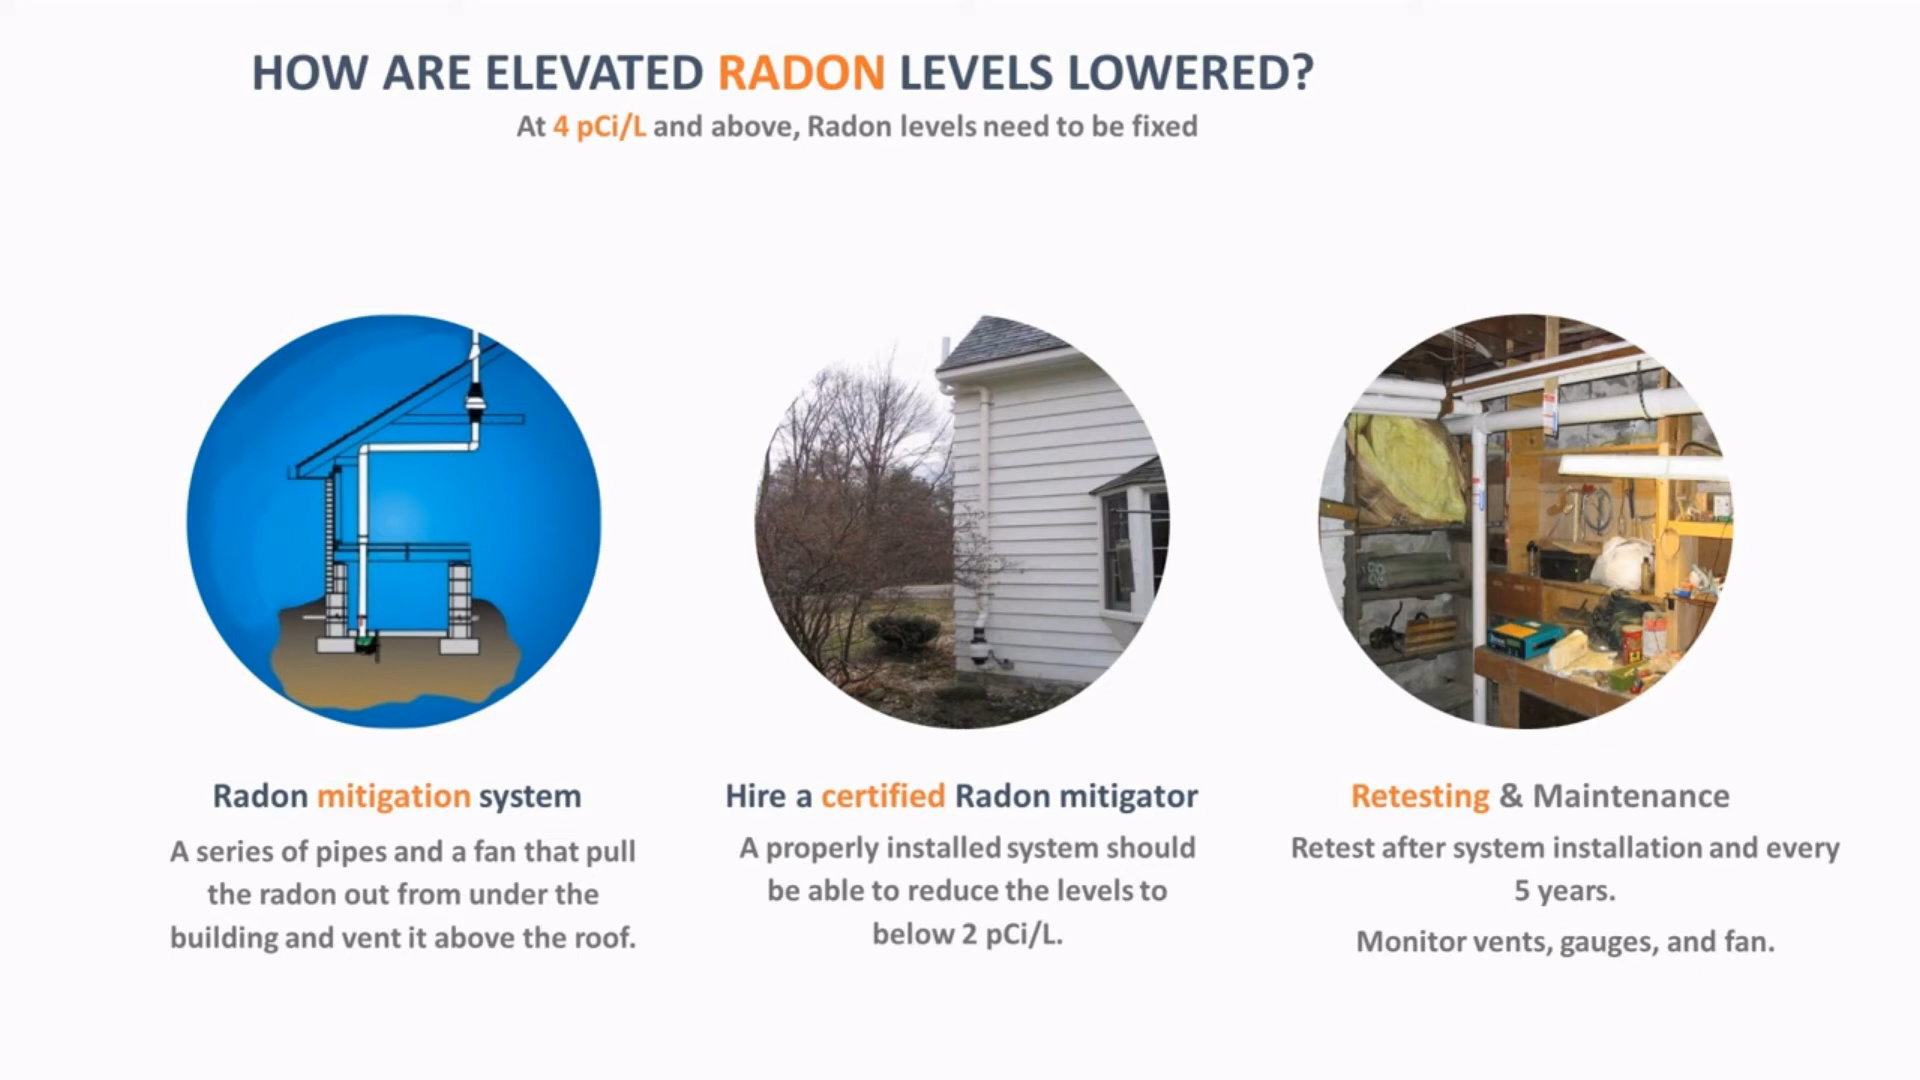 HOW ARE ELEVATED RADON LEVELS LOWERED?
At 4 pCi/L and above, Radon levels need to be fixed
Radon mitigation system
A series of pipes and a fan that pull
the radon out from under the
building and vent it above the roof.
Hire a certified Radon mitigator
A properly installed system should
be able to reduce the levels to
below 2 pCi/L.
Retesting & Maintenance
Retest after system installation and every
5 years.
Monitor vents, gauges, and fan.